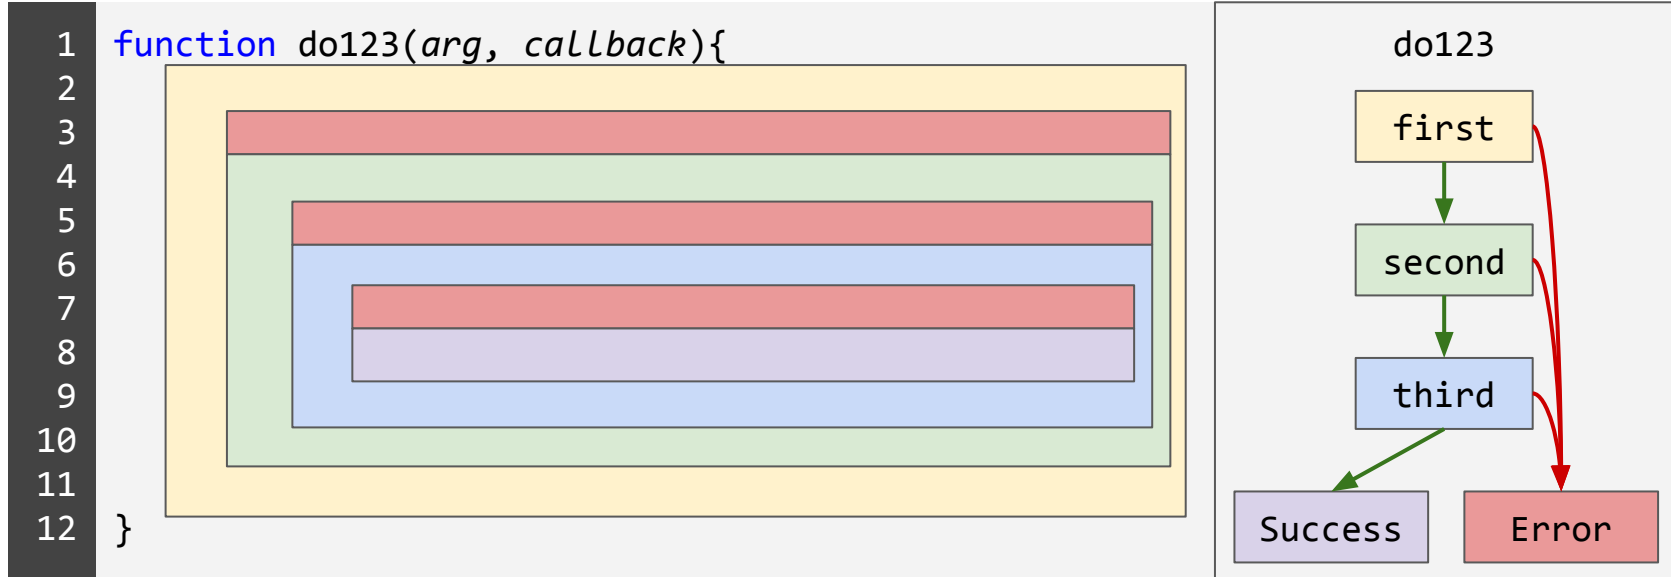 1 function do123(arg, callback){
2
3
4
5
6
7
8
9
10
11
12 }
do123
first
second
third
Success Error